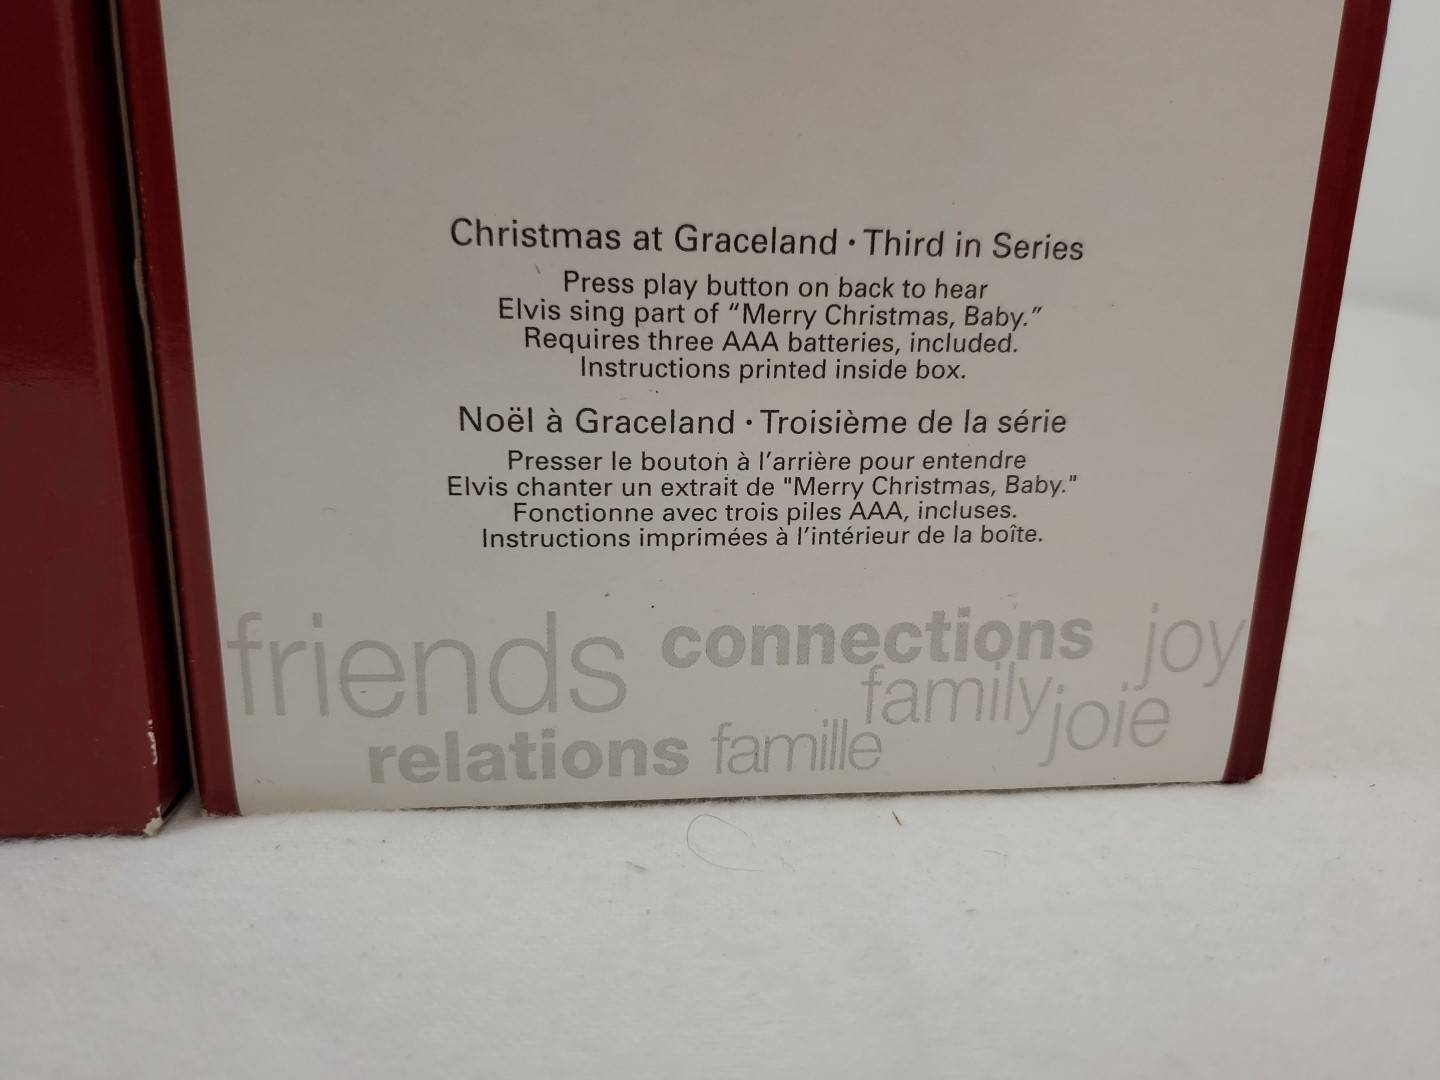 Christmas at Graceland • Third in Series
Press play button on back to hear
Elvis sing part of “Merry Christmas, Baby.”
Requires three AAA batteries, included.
Instructions printed inside box.
Noël à Graceland • Troisième de la série
Presser le bouton à l’arrière pour entendre
Elvis chanter un extrait de "Merry Christmas, Baby."
Fonctionne avec trois piles AAA, incluses.
Instructions imprimées à l’intérieur de la boîte.
friends connections joy
family joie
relations famille